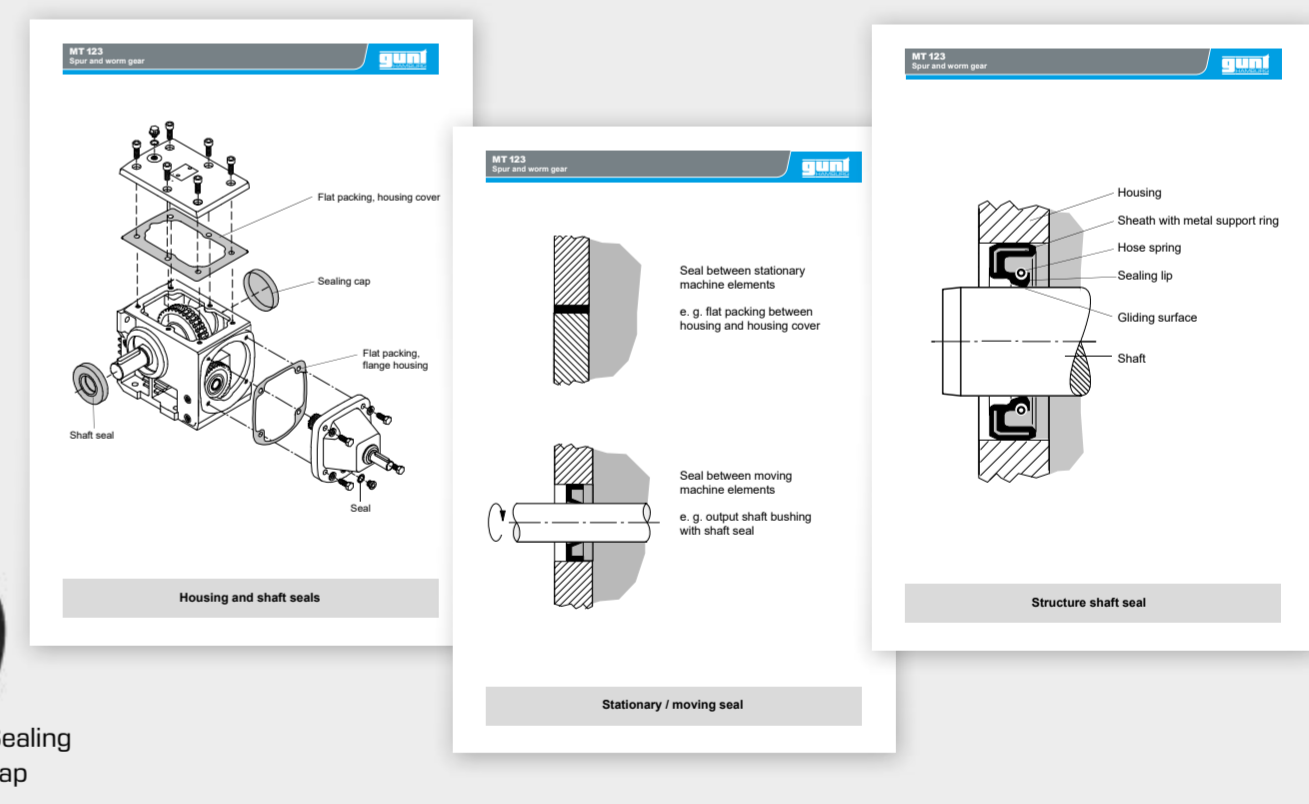 MT 123
Spur and worm gear
gunt
HAMBURG
Flat packing, housing cover
Sealing cap
Flat packing,
flange housing
Shaft seal
Seal
Housing and shaft seals
MT 123
Spur and worm gear
gunt
HAMBURG
Seal between stationary
machine elements
e. g. flat packing between
housing and housing cover
Seal between moving
machine elements
e. g. output shaft bushing
with shaft seal
Stationary / moving seal
MT 123
Spur and worm gear
gunt
HAMBURG
Housing
Sheath with metal support ring
Hose spring
Sealing lip
Gliding surface
Shaft
Structure shaft seal
ealing
ap